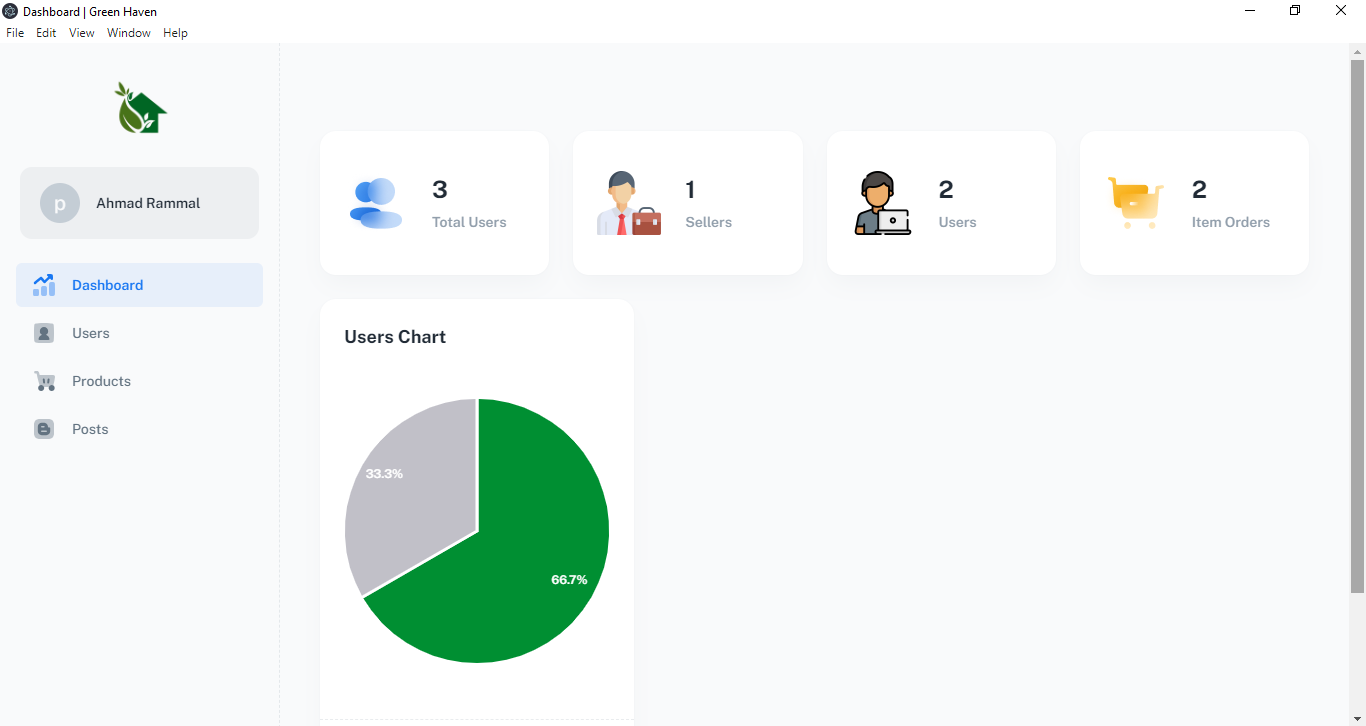 Dashboard | Green Haven
File Edit View Window Help
p
Ahmad Rammal
Dashboard
Users
Products
Posts
3
Total Users
1
Sellers
2
Users
2
Item Orders
Users Chart
33.3%
66.7%